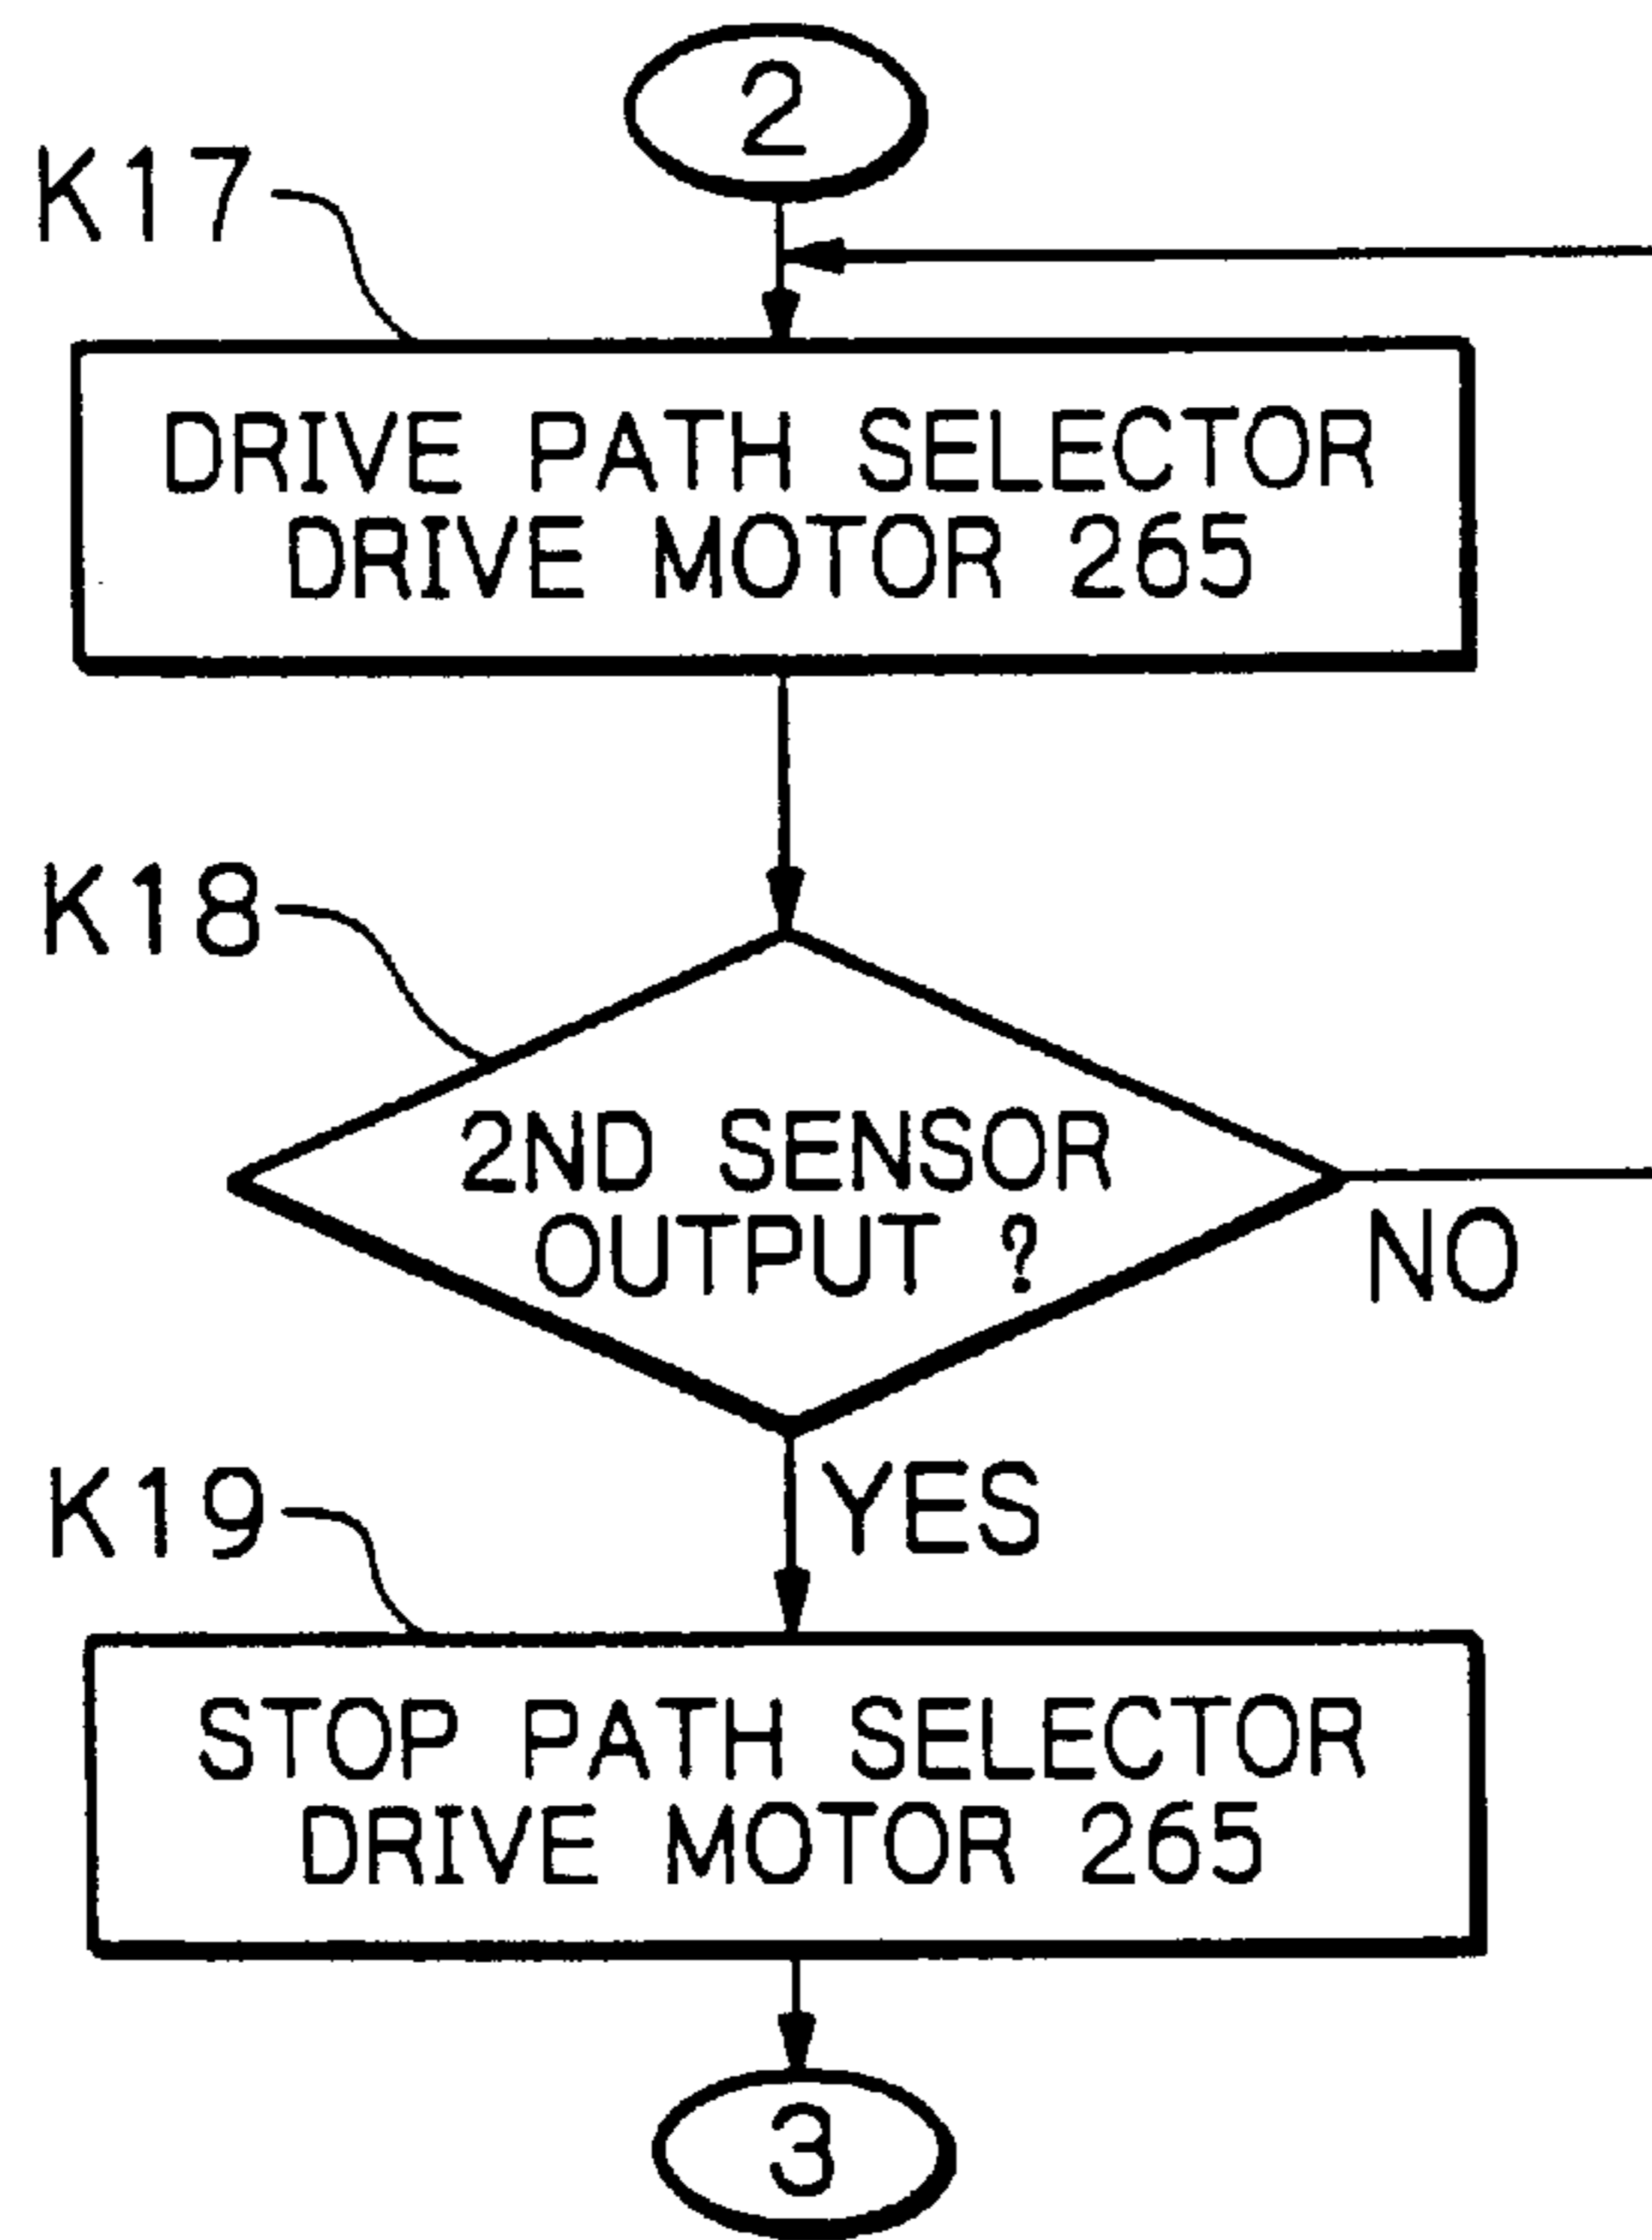 2
K17
DRIVE PATH SELECTOR
DRIVE MOTOR 265
K18
2ND SENSOR
OUTPUT ?
NO
YES
K19
STOP PATH SELECTOR
DRIVE MOTOR 265
3